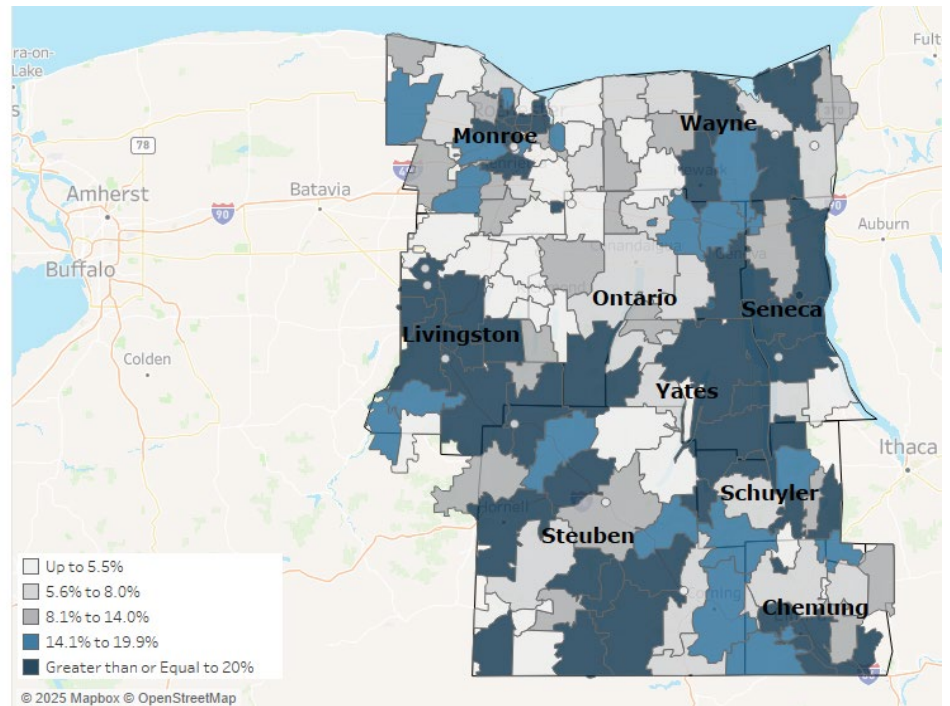 ra-on-
Lake
Fult
Monroe
Wayne
78
Amherst
Batavia
90
90
Auburn
Buffalo
Ontario
Seneca
Livingston
Colden
Yates
Ithaca
Schuyler
Hornell
Steuben
Corning
Chemung
Up to 5.5%
5.6% to 8.0%
8.1% to 14.0%
14.1% to 19.9%
Greater than or Equal to 20%
© 2025 Mapbox © OpenStreetMap